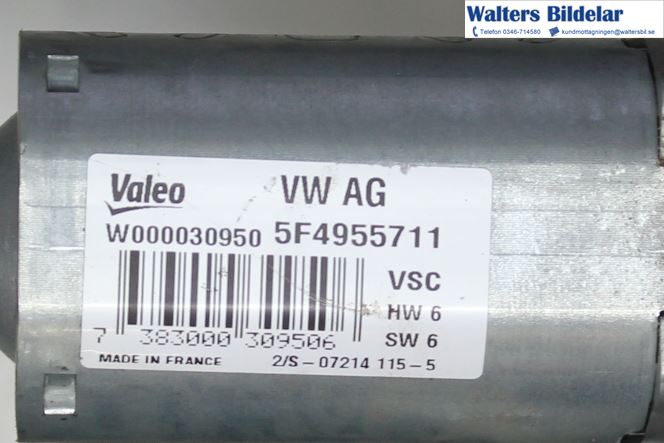 Walters Bildelar
Telefon 0346-714580 kundmottagningen@waltersbil.se
Valeo VW AG
W000030950 5F4955711
VSC
HW 6
7 383000 309506 SW 6
MADE IN FRANCE 2/S-07214 115-5